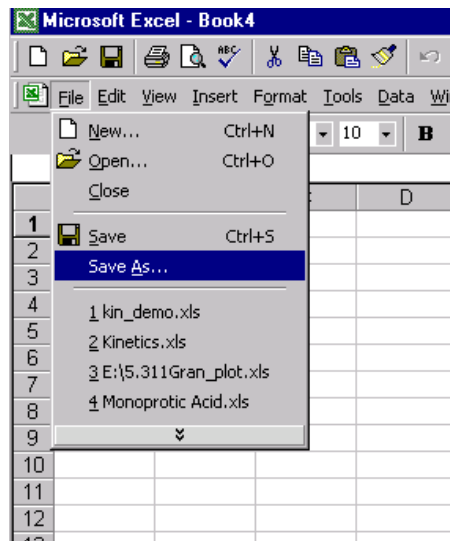 Microsoft Excel - Book4
ABC
File Edit View Insert Format Tools Data
New... Ctrl+N
10 B
Open... Ctrl+O
Close
D
1
Save Ctrl+S
2
Save As...
3
4
1 kin_demo.xls
5
2 Kinetics.xls
6
3 E:\5.311Gran_plot.xls
7
4 Monoprotic Acid.xls
8
9
10
11
12